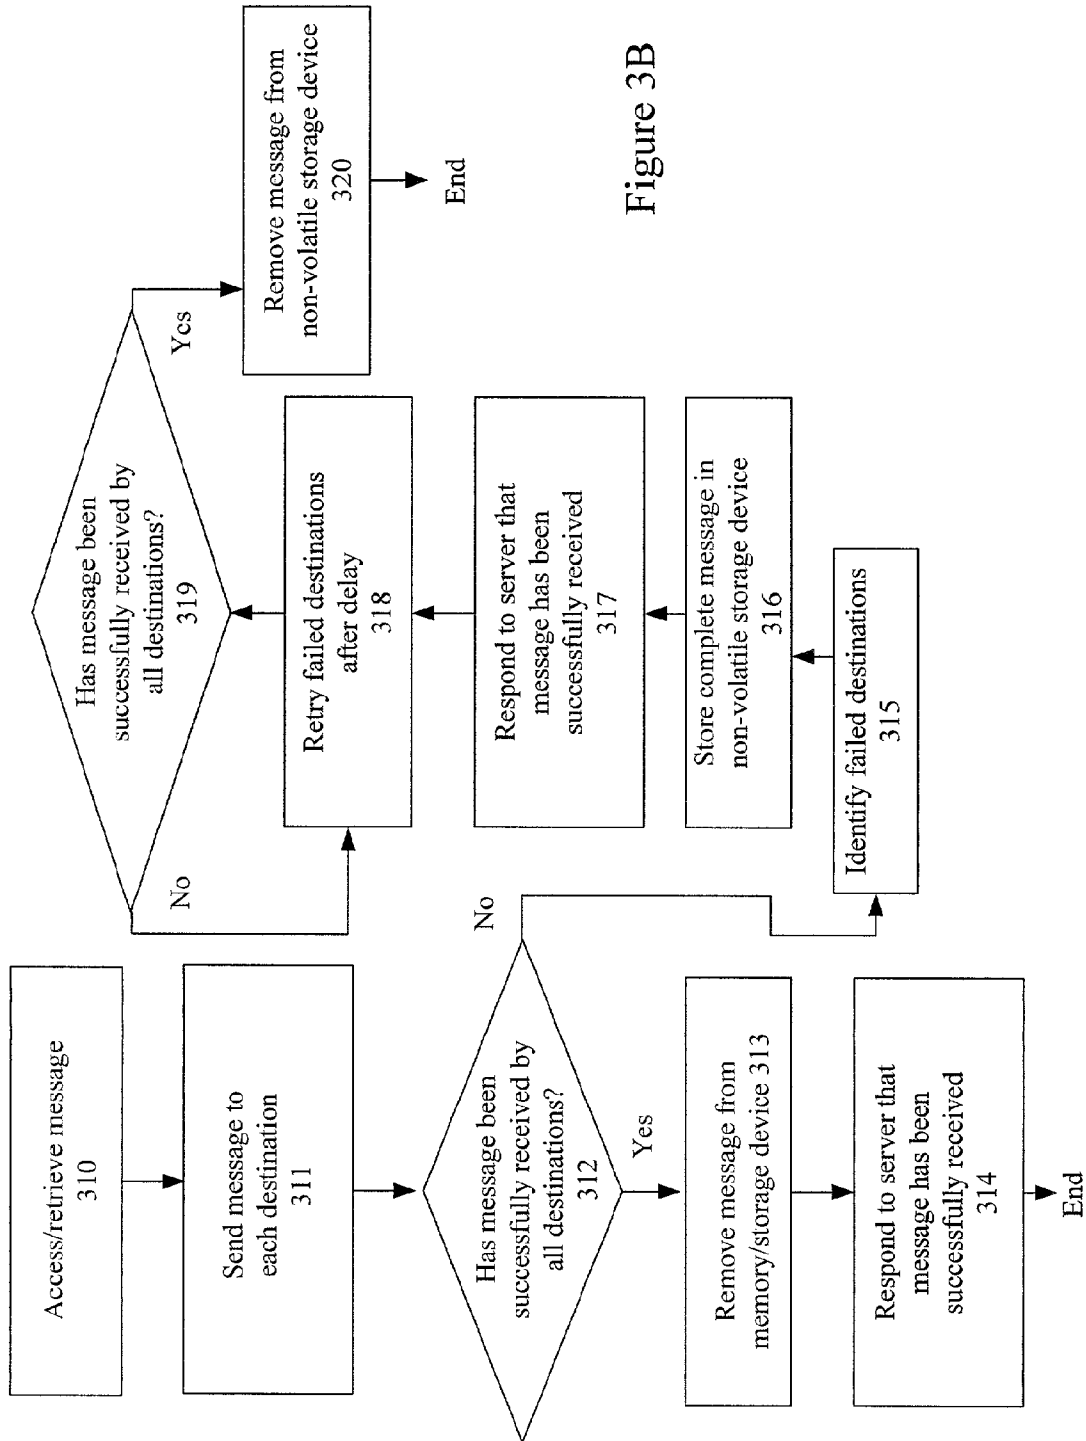 Access/retrieve message
310
Send message to
each destination
311
Has message been
successfully received by
all destinations?
312
Yes
No
Remove message from
memory/storage device 313
Respond to server that
message has been
successfully received
314
End
Identify failed destinations
315
Store complete message in
non-volatile storage device
316
Respond to server that
message has been
successfully received
317
Retry failed destinations
after delay
318
Has message been
successfully received by
all destinations?
319
No
Yes
Remove message from
non-volatile storage device
320
End
Figure 3B